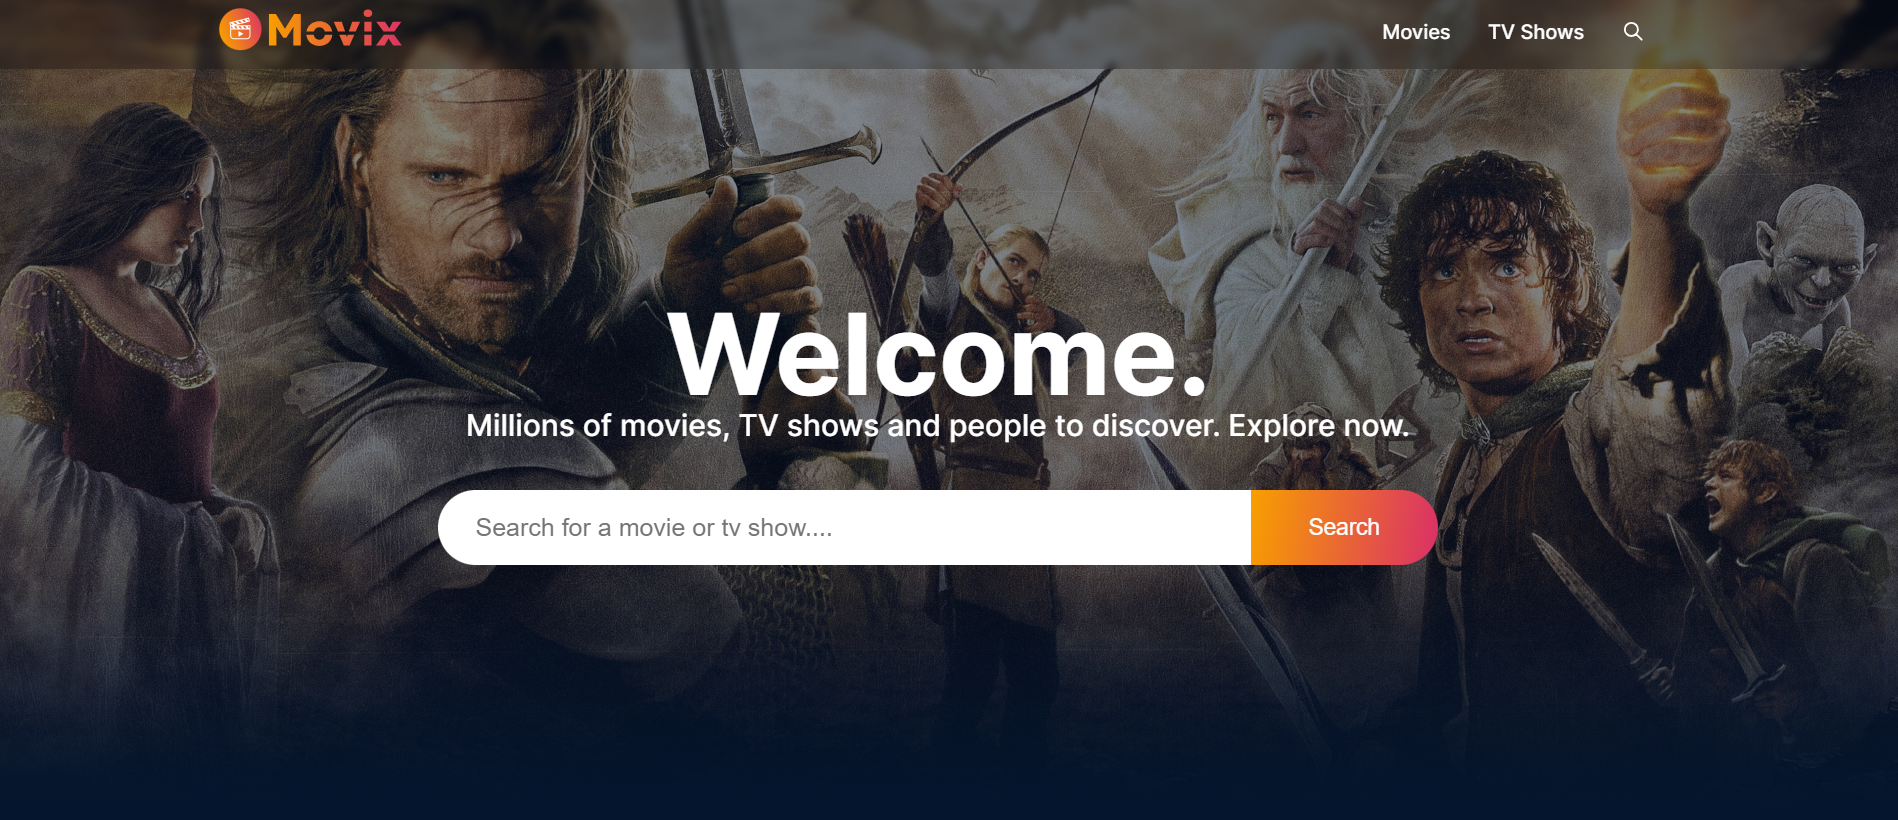 Movix
Movies
TV Shows
Welcome.
Millions of movies, TV shows and people to discover. Explore now.
Search for a movie or tv show....
Search